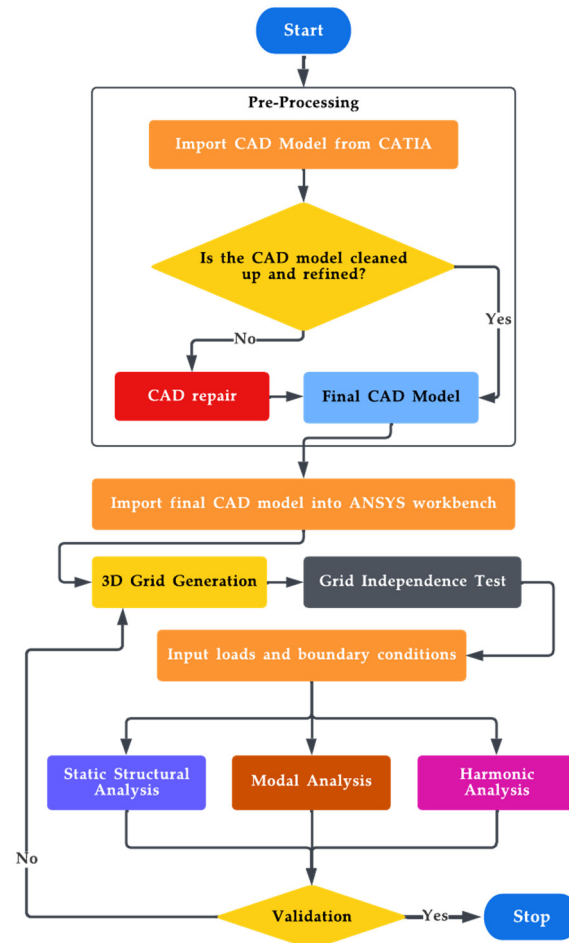 Start
Pre-Processing
Import CAD Model from CATIA
Is the CAD model cleaned
up and refined?
Yes
No
CAD repair
Final CAD Model
Import final CAD model into ANSYS workbench
3D Grid Generation
Grid Independence Test
Input loads and boundary conditions
Static Structural
Analysis
Modal Analysis
Harmonic
Analysis
No
Validation
Yes
Stop